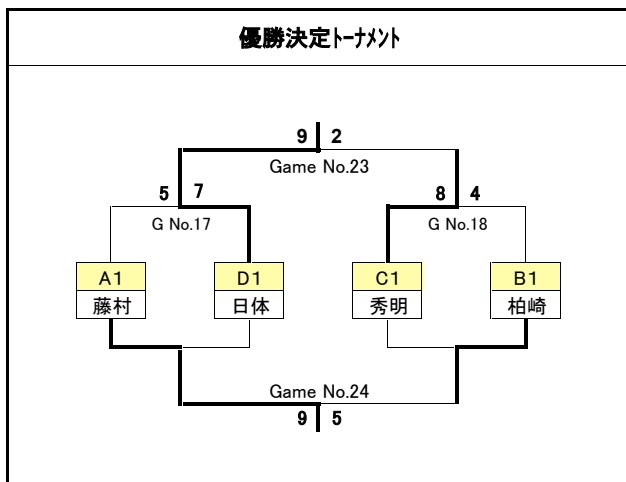 優勝決定ﾄｰﾅﾒﾝﾄ
9 2
Game No.23
5 7 8 4
G No.17 G No.18
A1 D1 C1 B1
藤村 日体 秀明 柏崎
Game No.24
9 5